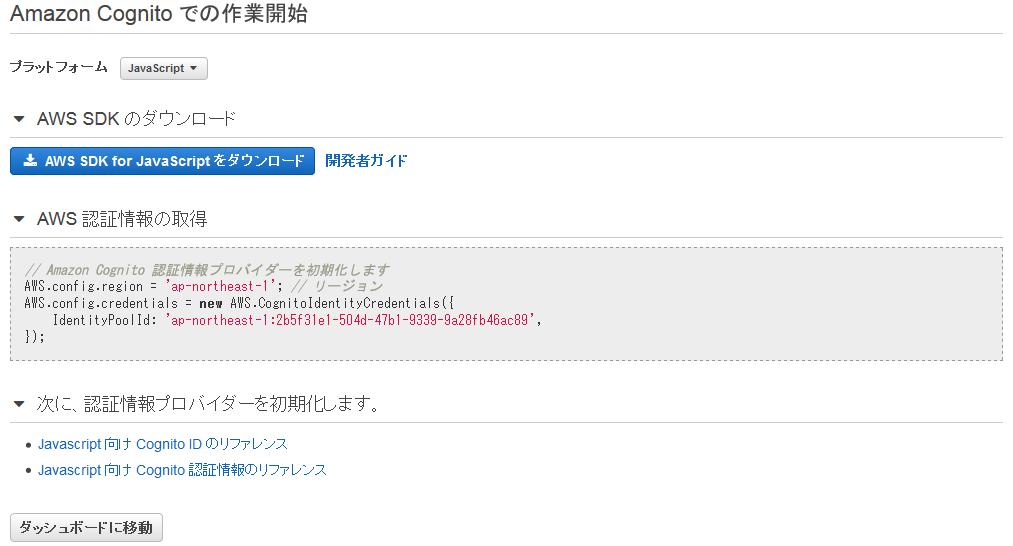 Amazon Cognito での作業開始
プラットフォーム JavaScript
AWS SDK のダウンロード
AWS SDK for JavaScript をダウンロード 開発者ガイド
AWS 認証情報の取得
// Amazon Cognito 認証情報プロバイダーを初期化します
AWS.config.region = 'ap-northeast-1'; // リージョン
AWS.config.credentials = new AWS.CognitoIdentityCredentials({
    IdentityPoolId: 'ap-northeast-1:2b5f31e1-504d-47b1-9339-9a28fb46ac89',
});
次に、認証情報プロバイダーを初期化します。
Javascript 向け Cognito ID のリファレンス
Javascript 向け Cognito 認証情報のリファレンス
ダッシュボードに移動